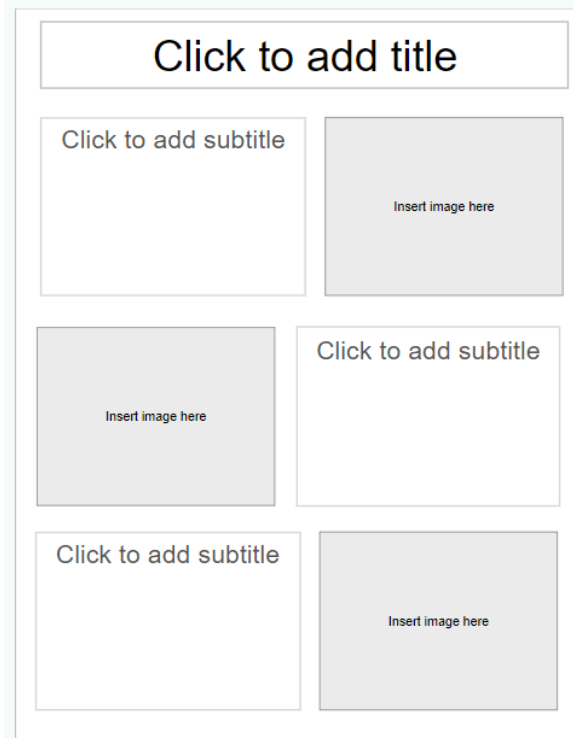 Click to add title
Click to add subtitle
Insert image here
Insert image here
Click to add subtitle
Click to add subtitle
Insert image here